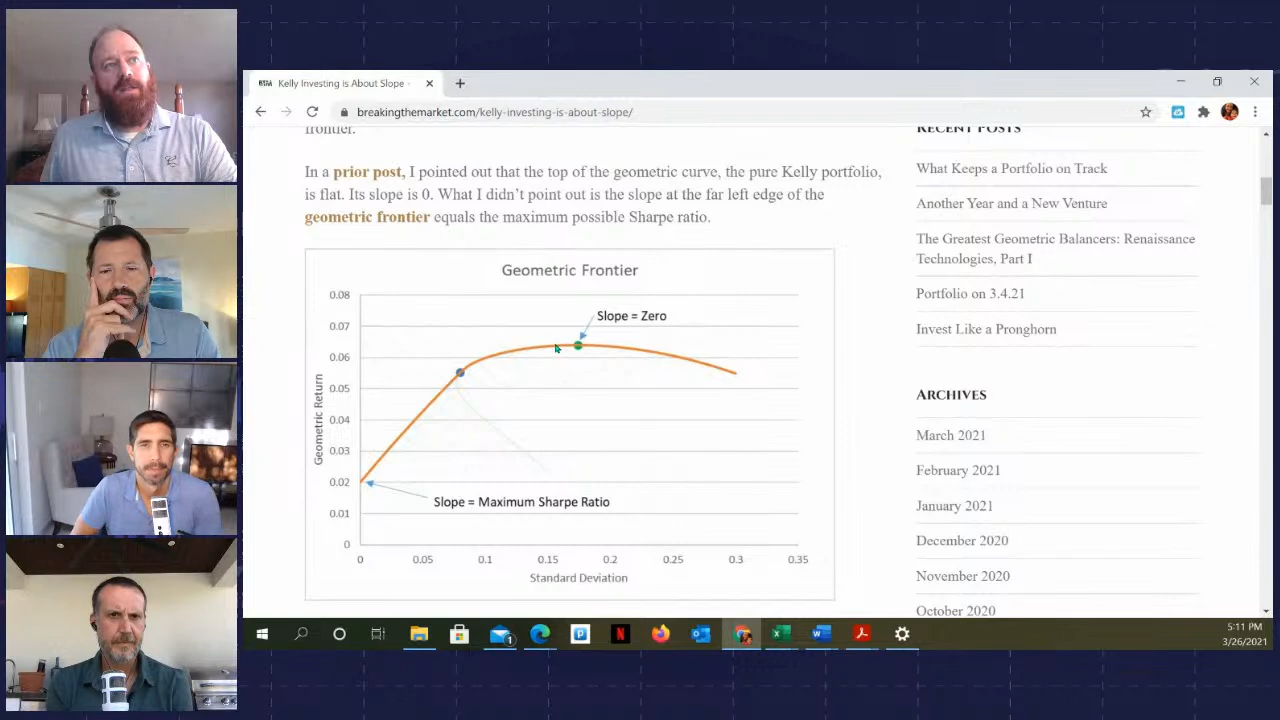 Kelly Investing is About Slope -
breakingthemarket.com/kelly-investing-is-about-slope/
frontier.
In a prior post, I pointed out that the top of the geometric curve, the pure Kelly portfolio,
is flat. Its slope is 0. What I didn't point out is the slope at the far left edge of the
geometric frontier equals the maximum possible Sharpe ratio.
Geometric Frontier
0.08
0.07
0.06
0.05
0.04
0.03
0.02
0.01
0
Geometric Return
Slope = Zero
Slope = Maximum Sharpe Ratio
0 0.05 0.1 0.15 0.2 0.25 0.3 0.35
Standard Deviation
RECENT POSTS
What Keeps a Portfolio on Track
Another Year and a New Venture
The Greatest Geometric Balancers: Renaissance
Technologies, Part I
Portfolio on 3.4.21
Invest Like a Pronghorn
ARCHIVES
March 2021
February 2021
January 2021
December 2020
November 2020
October 2020
5:11 PM
3/26/2021